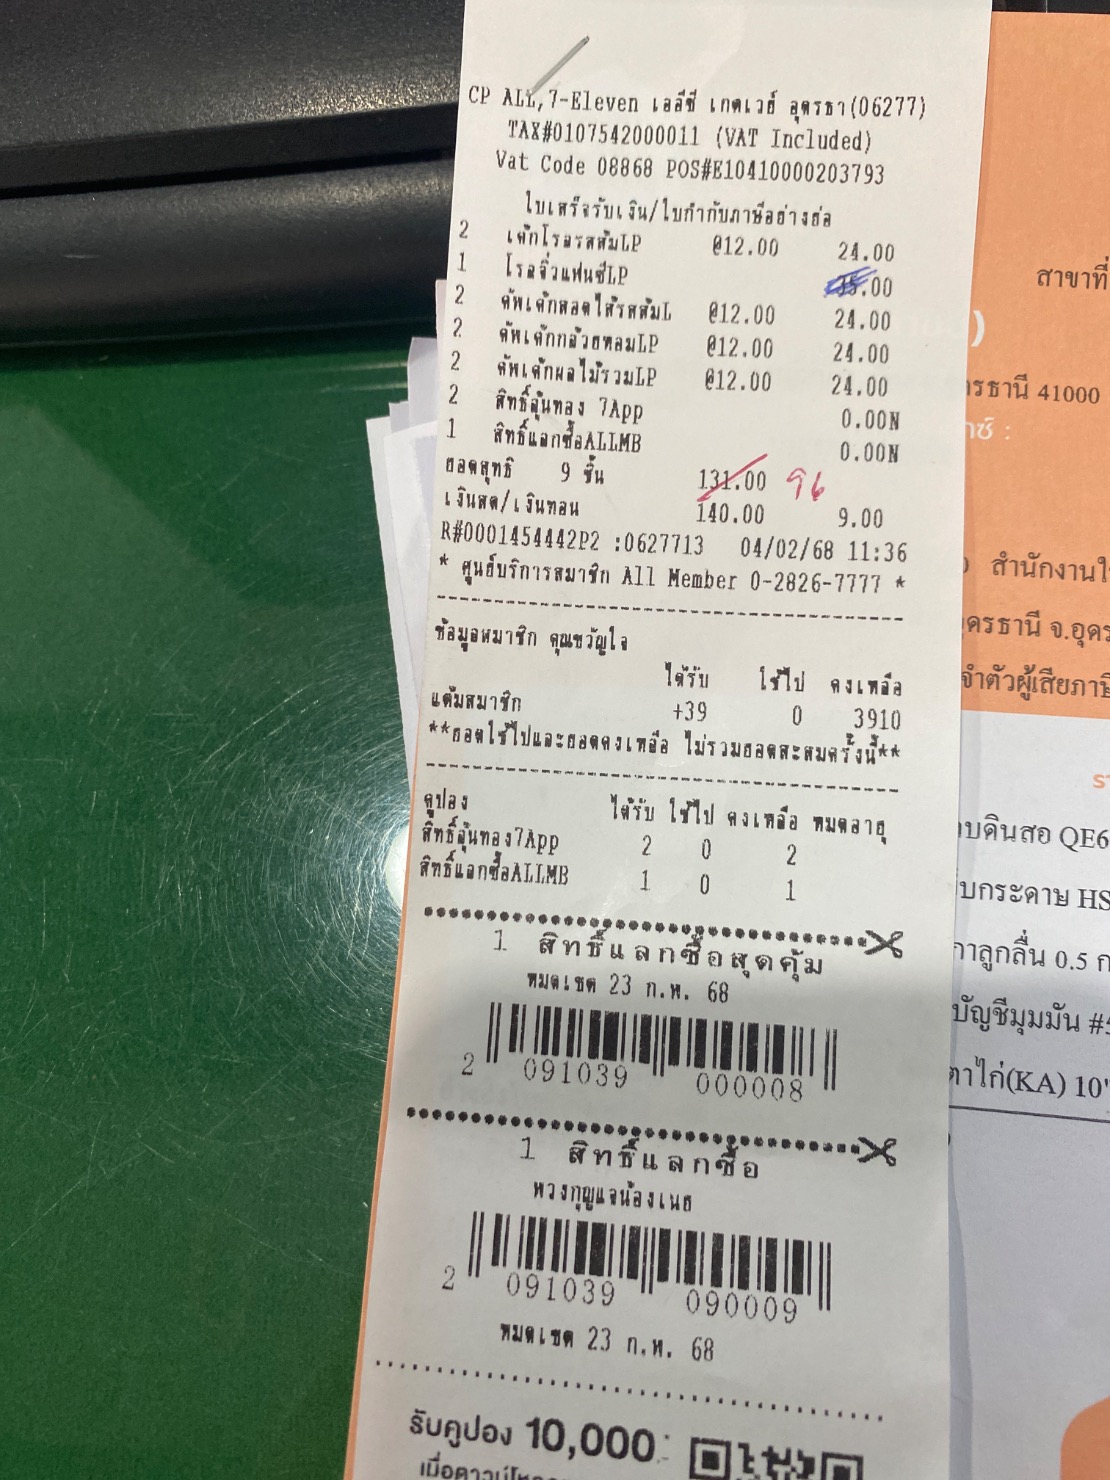 CP ALL,7-Eleven เออีซี เกตเวย์ อุดรธา(06277)
TAX#0107542000011 (VAT Included)
Vat Code 08868 POS#E10410000203793
ใบเสร็จรับเงิน/ใบกำกับภาษีอย่างย่อ
2 เค้กโรลรสส้มLP @12.00 24.00
1 โรลจิ๋วแฟนซีLP 35.00
2 คัพเค้กสอดไส้รสส้มL @12.00 24.00
2 คัพเค้กกล้วยหอมLP @12.00 24.00
2 คัพเค้กผลไม้รวมLP @12.00 24.00
2 สิทธิ์ลุ้นทอง 7App 0.00N
1 สิทธิ์แลกซื้อALLMB 0.00N
ยอดสุทธิ 9 ชิ้น 131.00 96
เงินสด/เงินทอน 140.00 9.00
R#0001454442P2 :0627713 04/02/68 11:36
* ศูนย์บริการสมาชิก All Member 0-2826-7777 *
ข้อมูลสมาชิก คุณขวัญใจ
ได้รับ ใช้ไป คงเหลือ
แต้มสมาชิก +39 0 3910
**ยอดใช้ไปและยอดคงเหลือ ไม่รวมยอดสะสมครั้งนี้**
คูปอง ได้รับ ใช้ไป คงเหลือ หมดอายุ
สิทธิ์ลุ้นทอง7App 2 0 2
สิทธิ์แลกซื้อALLMB 1 0 1
1 สิทธิ์แลกซื้อสุดคุ้ม
หมดเขต 23 ก.พ. 68
2 091039 000008
1 สิทธิ์แลกซื้อ
พวงกุญแจน้องเนย
2 091039 090009
หมดเขต 23 ก.พ. 68
รับคูปอง 10,000.-
สาขาที่
)
ดรธานี 41000
สำนักงานให
จ.อุดร
จำตัวผู้เสียภาษี
ดินสอ QE6
กระดาษ HS
กาลูกลื่น 0.5 ก
บัญชีมุมมัน #5
ตาไก่(KA) 10"